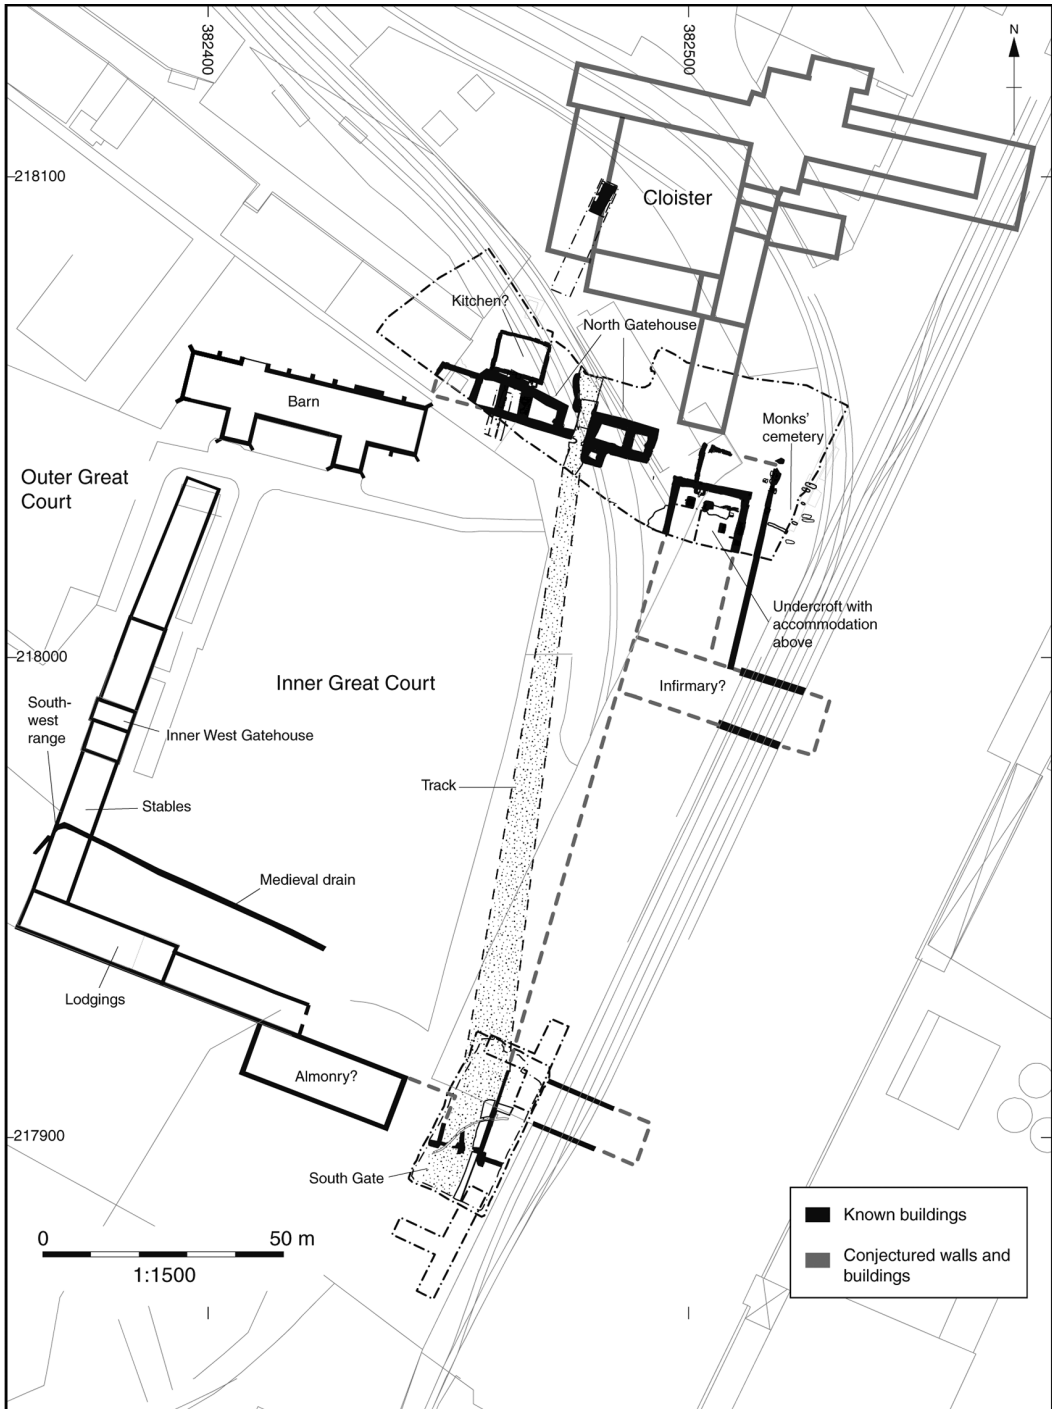 382400
382500
N
218100
Cloister
Kitchen?
North Gatehouse
Barn
Monks'
cemetery
Outer Great
Court
Undercroft with
accommodation
above
218000
Inner Great Court
Infirmary?
South-
west
range
Inner West Gatehouse
Track
Stables
Medieval drain
Lodgings
Almonry?
217900
South Gate
0
50 m
1:1500
Known buildings
Conjectured walls and
buildings